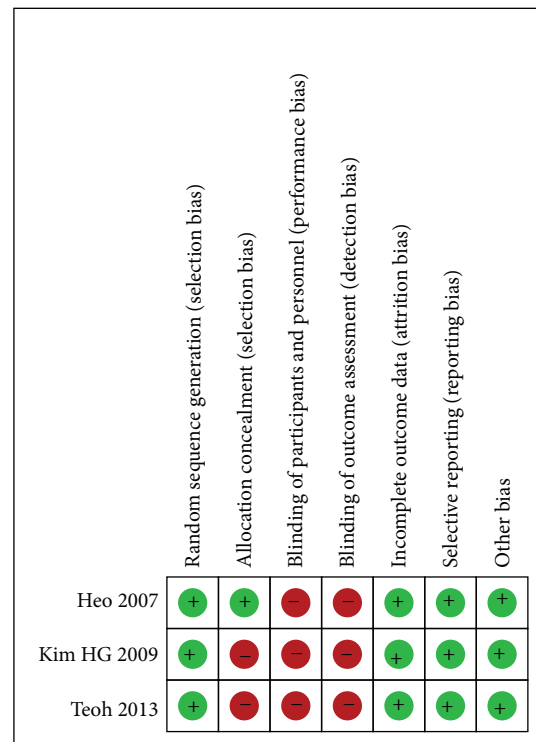 Random sequence generation (selection bias)
Allocation concealment (selection bias)
Blinding of participants and personnel (performance bias)
Blinding of outcome assessment (detection bias)
Incomplete outcome data (attrition bias)
Selective reporting (reporting bias)
Other bias
Heo 2007 + + – – + + +
Kim HG 2009 + – – – + + +
Teoh 2013 + – – – + + +